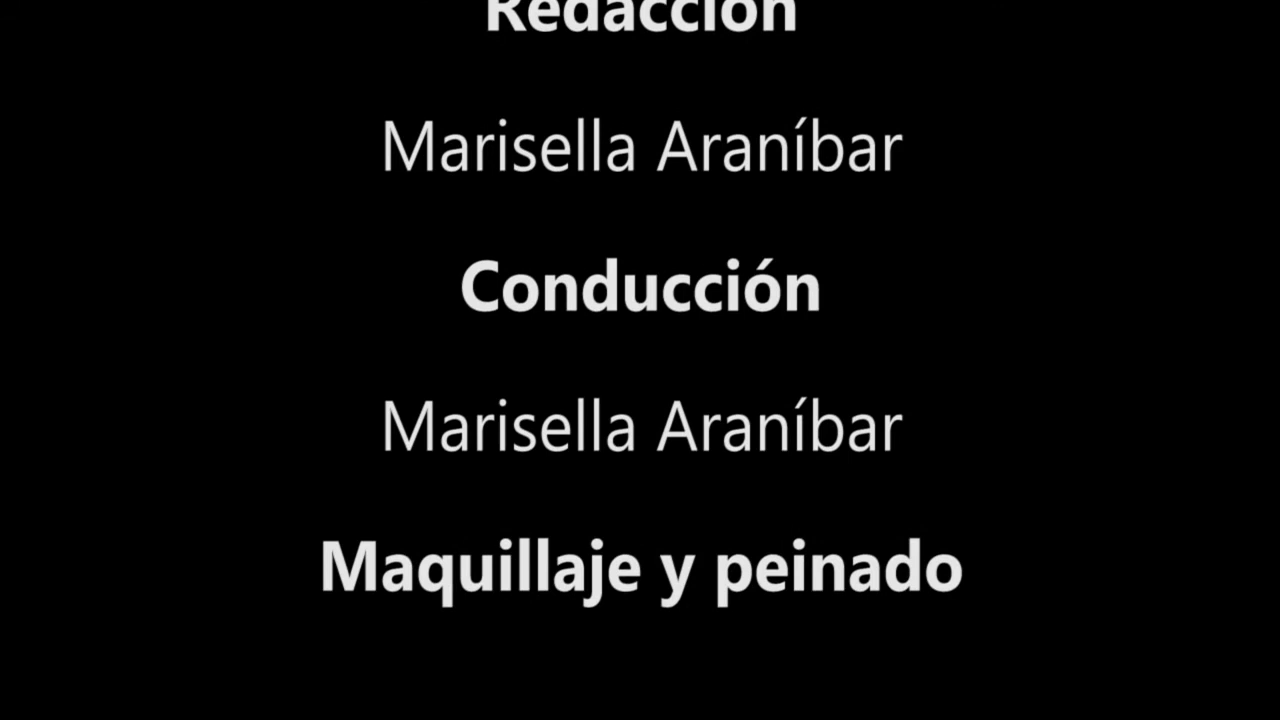 Redacción
Marisella Araníbar
Conducción
Marisella Araníbar
Maquillaje y peinado